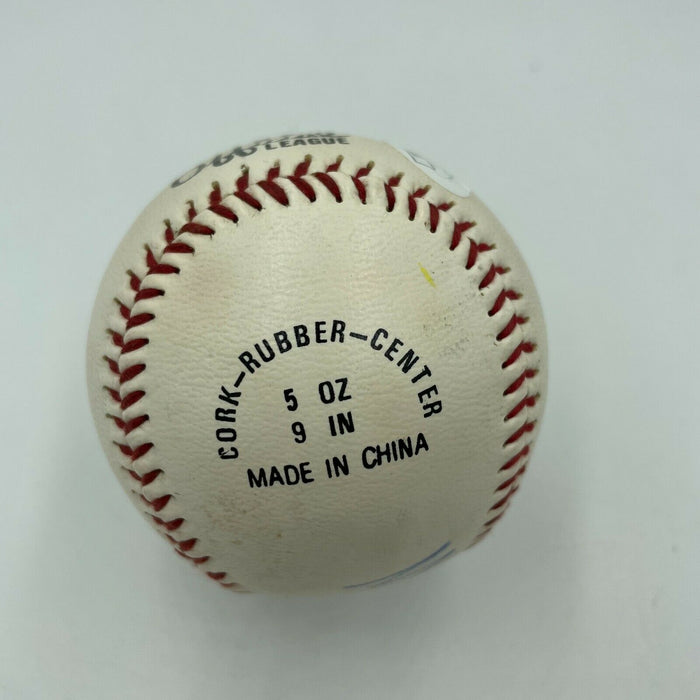 LEAGUE
CORK-RUBBER-CENTER
5 OZ
9 IN
MADE IN CHINA